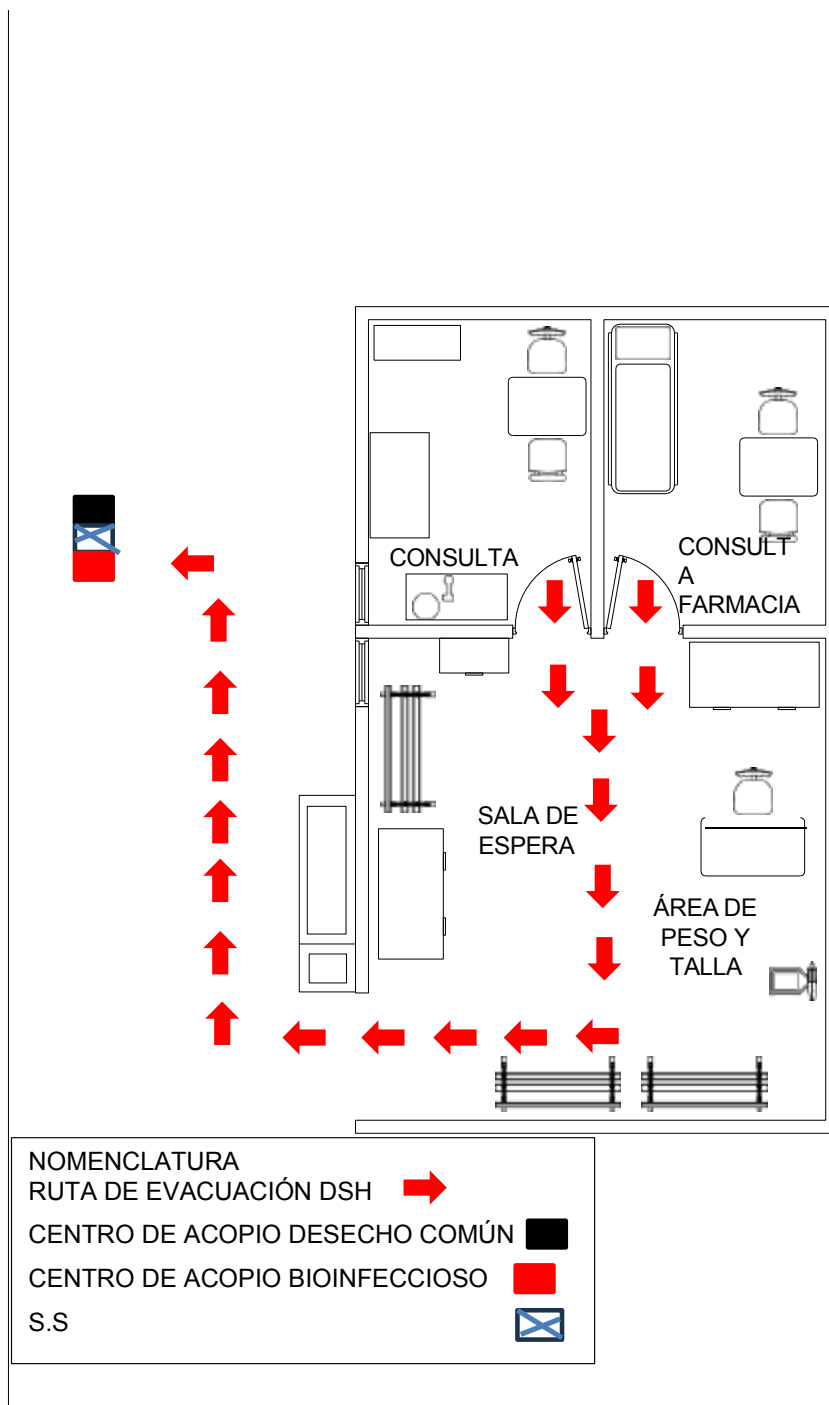 CONSULTA
CONSULT
A
FARMACIA
SALA DE
ESPERA
ÁREA DE
PESO Y
TALLA
NOMENCLATURA
RUTA DE EVACUACIÓN DSH
CENTRO DE ACOPIO DESECHO COMÚN
CENTRO DE ACOPIO BIOINFECCIOSO
S.S